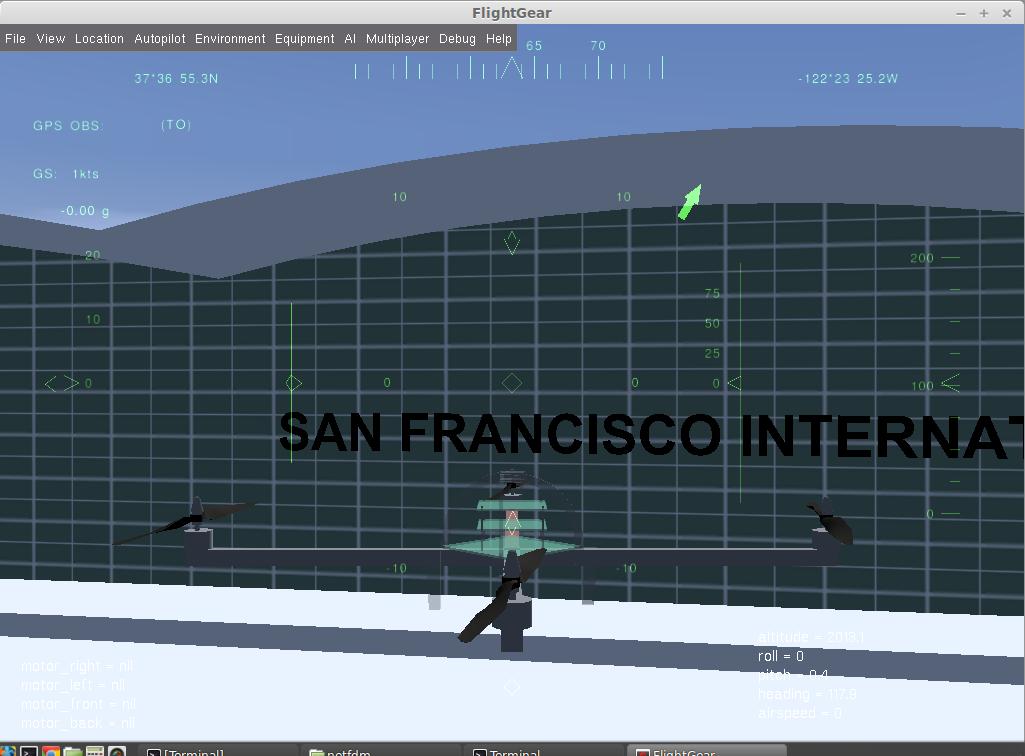 FlightGear
File View Location Autopilot Environment Equipment AI Multiplayer Debug Help
65 70
37*36 55.3N
-122*23 25.2W
GPS OBS: (TO)
GS: 1kts
-0.00 g
10 10
20
200
75
10
50
25
0 0 0 0
100
SAN FRANCISCO INTERNAT
0
-10 -10
altitude = 2013.1
roll = 0
pitch = 0.4
heading = 117.9
airspeed = 0
motor_right = nil
motor_left = nil
motor_front = nil
motor_back = nil
[Terminal]
netfdm
Terminal
FlightGear